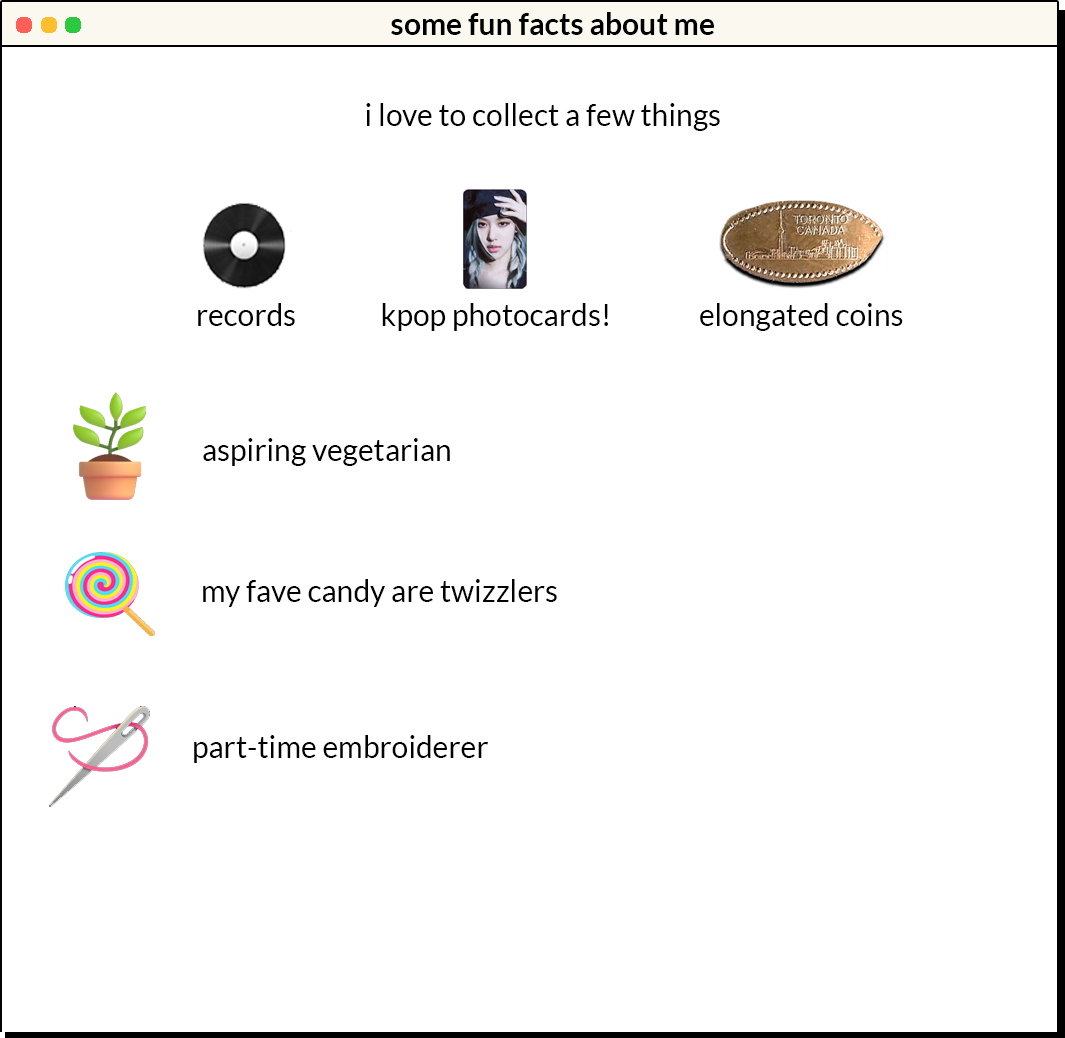 some fun facts about me
i love to collect a few things
TORONTO
CANADA
records
kpop photocards!
elongated coins
aspiring vegetarian
my fave candy are twizzlers
part-time embroiderer